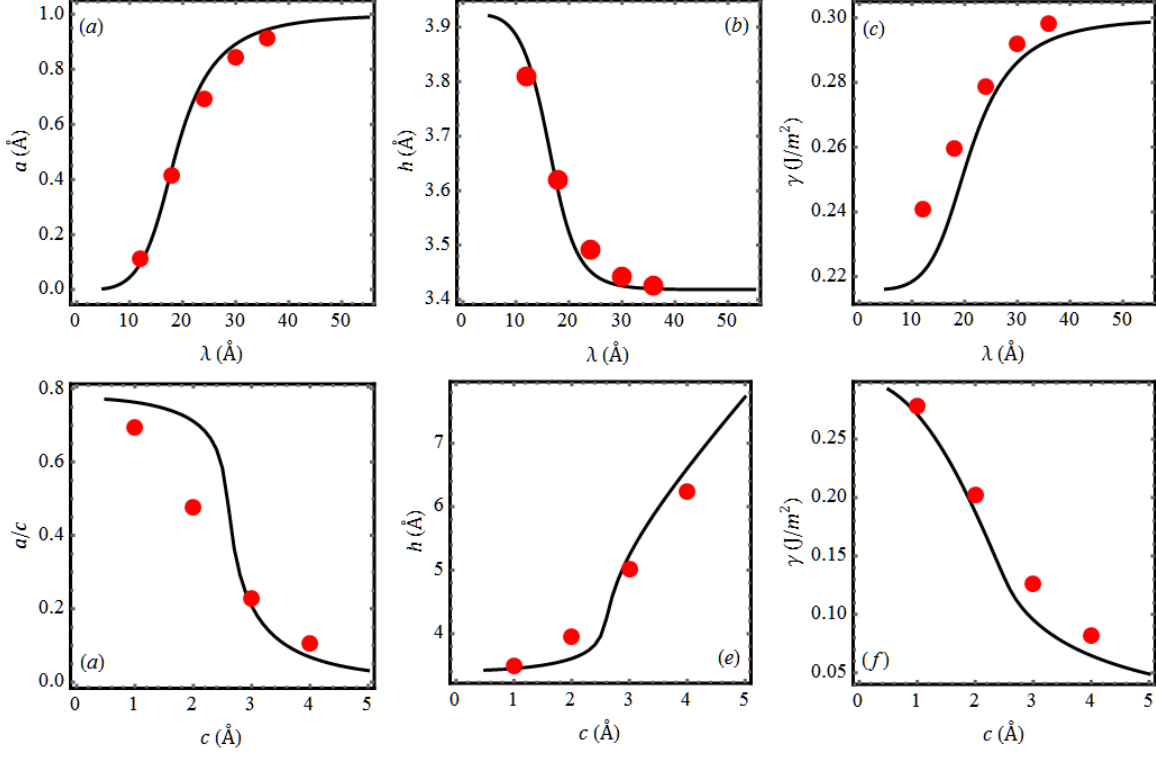 (a)
a (Å)
1.0
0.8
0.6
0.4
0.2
0.0
0 10 20 30 40 50
λ (Å)
(b)
h (Å)
3.9
3.8
3.7
3.6
3.5
3.4
0 10 20 30 40 50
λ (Å)
(c)
γ (J/m²)
0.30
0.28
0.26
0.24
0.22
0 10 20 30 40 50
λ (Å)
(a)
a/c
0.8
0.6
0.4
0.2
0.0
0 1 2 3 4 5
c (Å)
(e)
h (Å)
7
6
5
4
0 1 2 3 4 5
c (Å)
(f)
γ (J/m²)
0.25
0.20
0.15
0.10
0.05
0 1 2 3 4 5
c (Å)